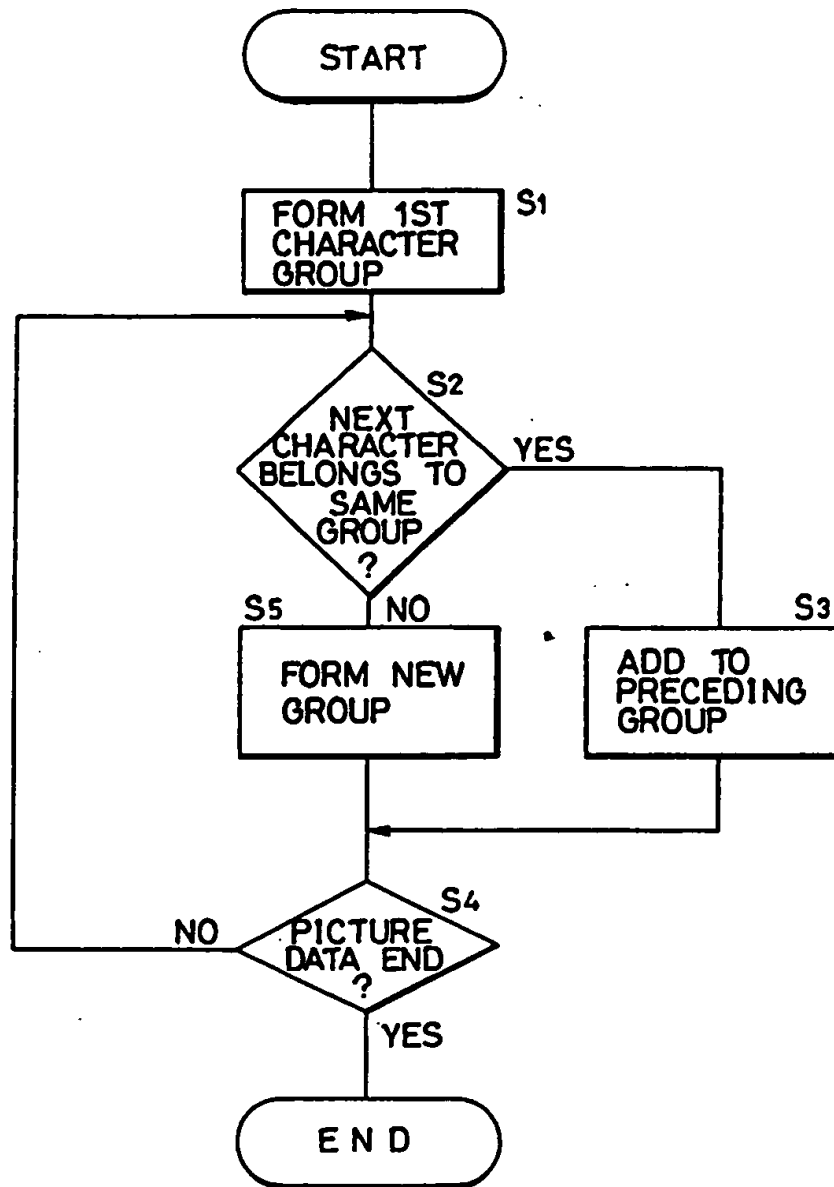 START
S1
FORM 1ST
CHARACTER
GROUP
S2
NEXT
CHARACTER
BELONGS TO
SAME
GROUP
?
YES
S5
NO
S3
FORM NEW
GROUP
ADD TO
PRECEDING
GROUP
S4
NO
PICTURE
DATA END
?
YES
END